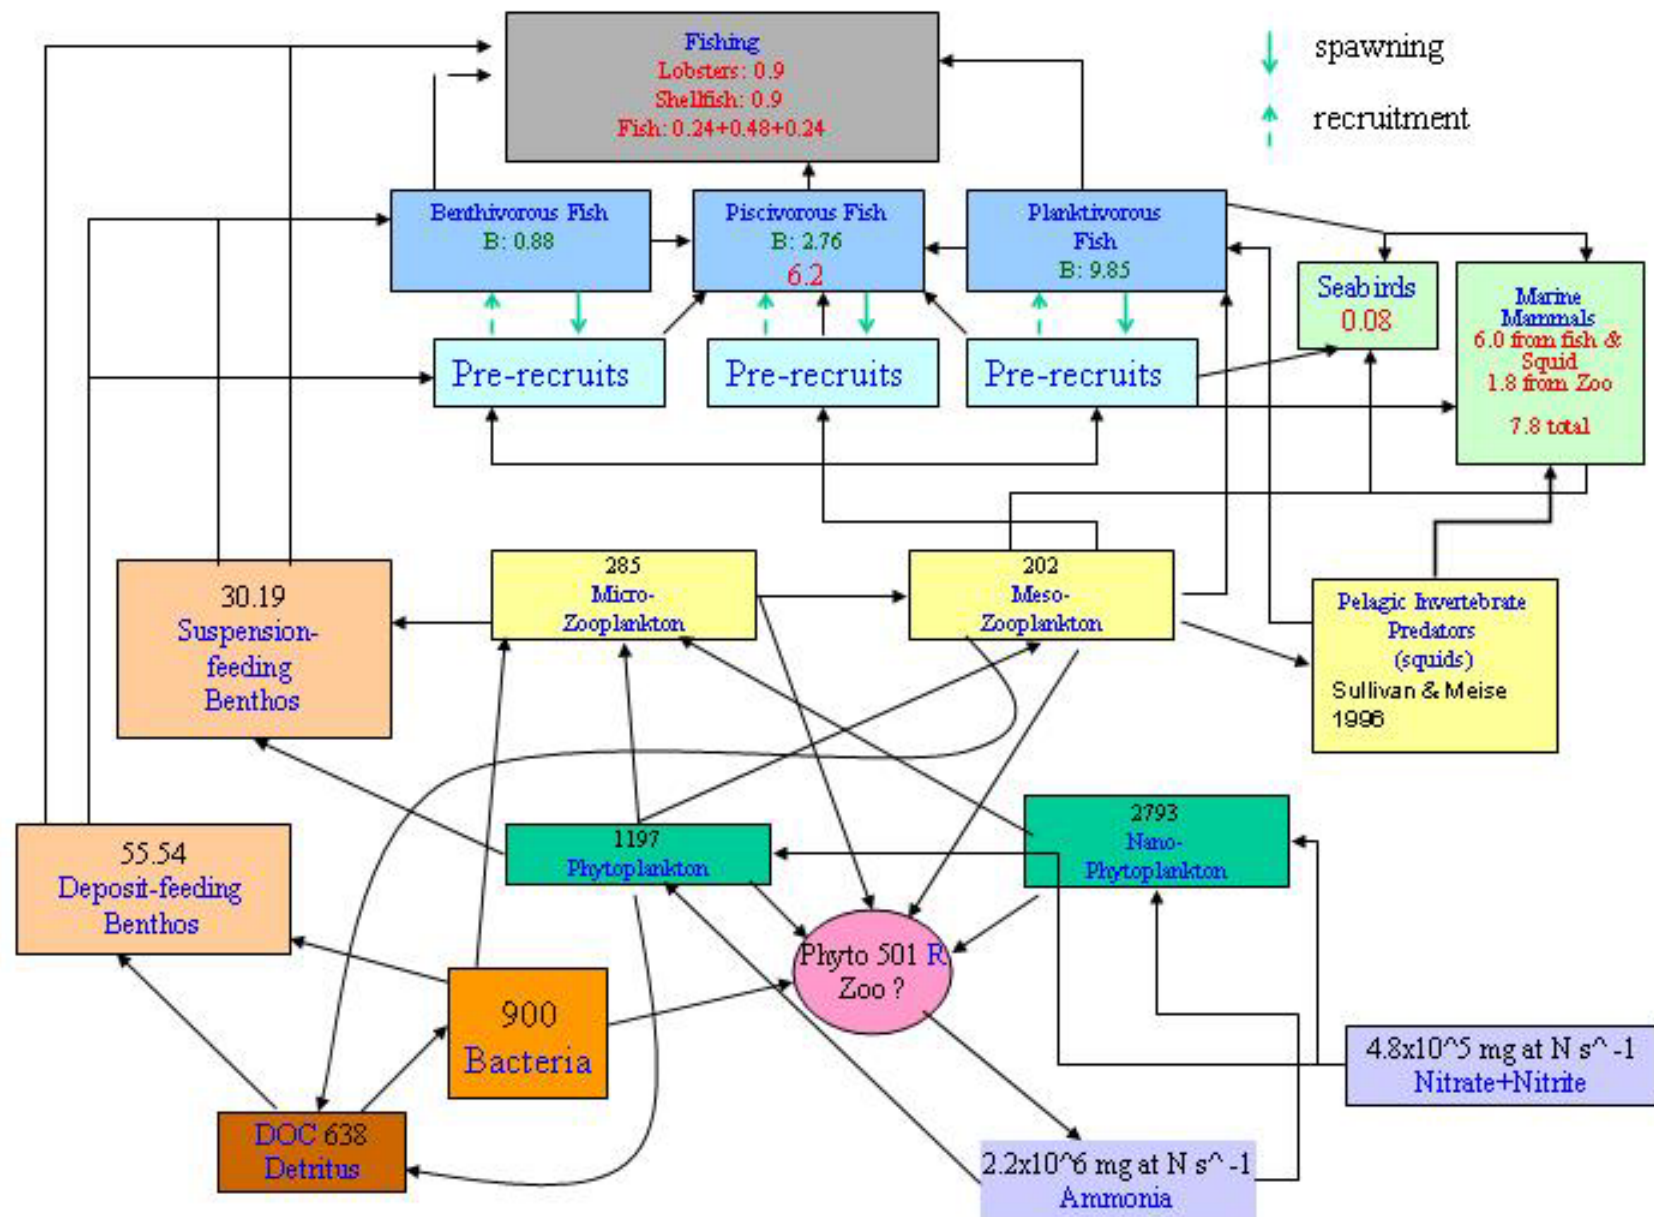 Fishing
Lobsters: 0.9
Shellfish: 0.9
Fish: 0.24+0.48+0.24
spawning
recruitment
Benthivorous Fish
B: 0.88
Piscivorous Fish
B: 2.76
6.2
Planktivorous
Fish
B: 9.85
Seabirds
0.08
Marine
Mammals
6.0 from fish &
Squid
1.8 from Zoo
7.8 total
Pre-recruits
Pre-recruits
Pre-recruits
30.19
Suspension-
feeding
Benthos
285
Micro-
Zooplankton
202
Meso-
Zooplankton
Pelagic Invertebrate
Predators
(squids)
Sullivan & Meise
1996
55.54
Deposit-feeding
Benthos
1197
Phytoplankton
2793
Nano-
Phytoplankton
900
Bacteria
Phyto 501 R
Zoo ?
4.8x10^5 mg at N s^ -1
Nitrate+Nitrite
DOC 638
Detritus
2.2x10^6 mg at N s^ -1
Ammonia